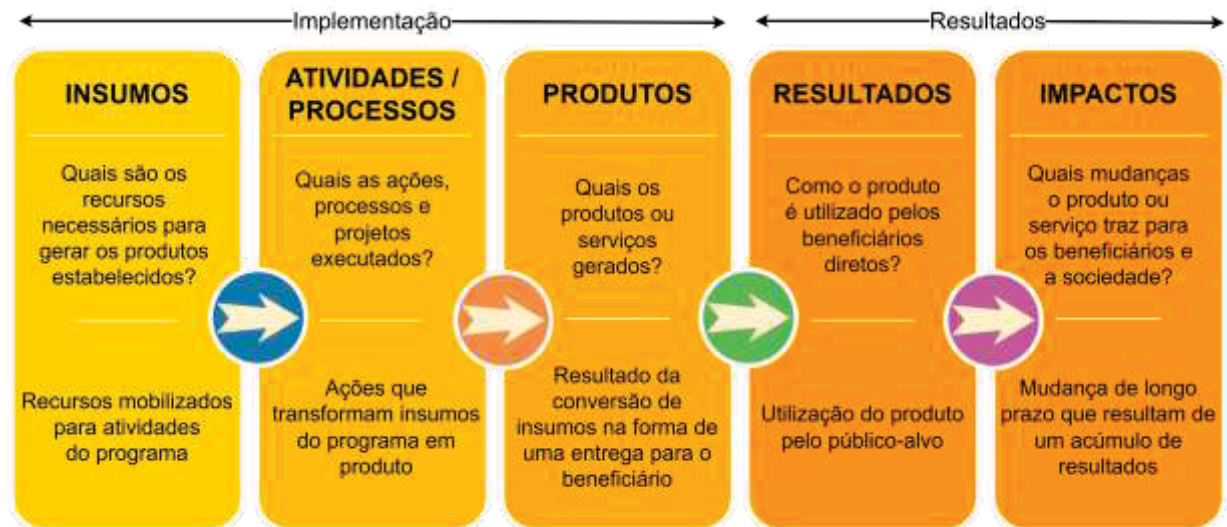 Implementação
Resultados
INSUMOS
Quais são os
recursos
necessários para
gerar os produtos
estabelecidos?
Recursos mobilizados
para atividades
do programa
ATIVIDADES /
PROCESSOS
Quais as ações,
processos e
projetos
executados?
Ações que
transformam insumos
do programa em
produto
PRODUTOS
Quais os
produtos ou
serviços
gerados?
Resultado da
conversão de
insumos na forma de
uma entrega para o
beneficiário
RESULTADOS
Como o produto
é utilizado pelos
beneficiários
diretos?
Utilização do produto
pelo público-alvo
IMPACTOS
Quais mudanças
o produto ou
serviço traz para
os beneficiários e
a sociedade?
Mudança de longo
prazo que resultam de
um acúmulo de
resultados